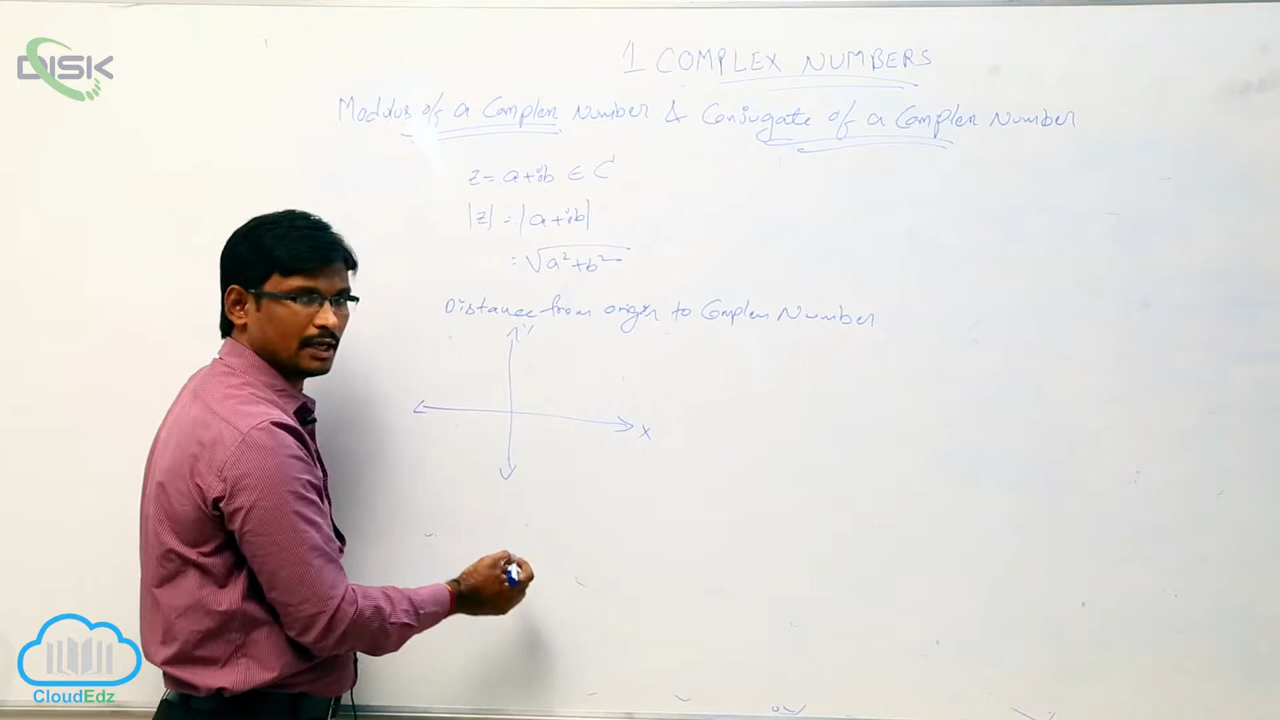 DISK
1 COMPLEX NUMBERS
Modulus of a Complex Number & Conjugate of a Complex Number
z = a+ib ∈ C
|z| = |a+ib|
= √a²+b²
Distance from origin to Complex Number
Y
X
CloudEdz